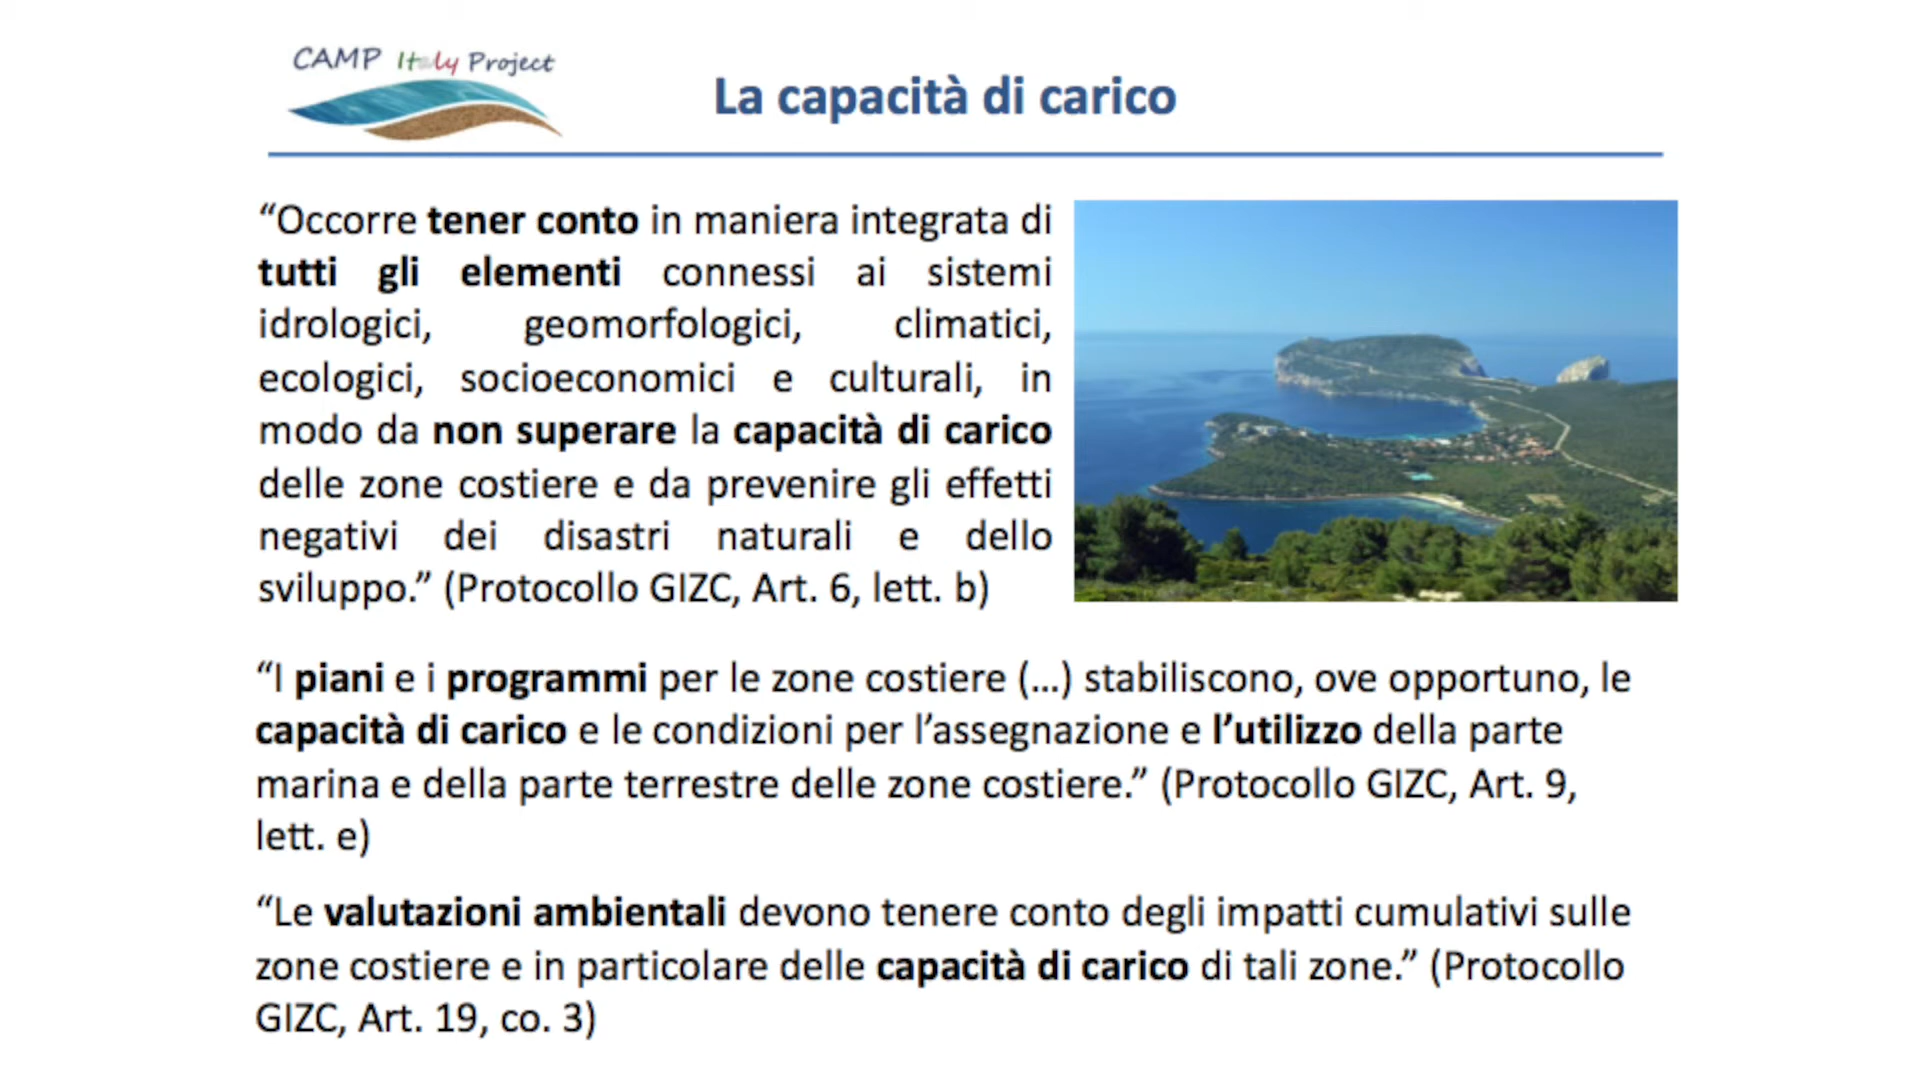 CAMP Italy Project
La capacità di carico
“Occorre tener conto in maniera integrata di
tutti gli elementi connessi ai sistemi
idrologici, geomorfologici, climatici,
ecologici, socioeconomici e culturali, in
modo da non superare la capacità di carico
delle zone costiere e da prevenire gli effetti
negativi dei disastri naturali e dello
sviluppo.” (Protocollo GIZC, Art. 6, lett. b)
“I piani e i programmi per le zone costiere (…) stabiliscono, ove opportuno, le
capacità di carico e le condizioni per l’assegnazione e l’utilizzo della parte
marina e della parte terrestre delle zone costiere.” (Protocollo GIZC, Art. 9,
lett. e)
“Le valutazioni ambientali devono tenere conto degli impatti cumulativi sulle
zone costiere e in particolare delle capacità di carico di tali zone.” (Protocollo
GIZC, Art. 19, co. 3)